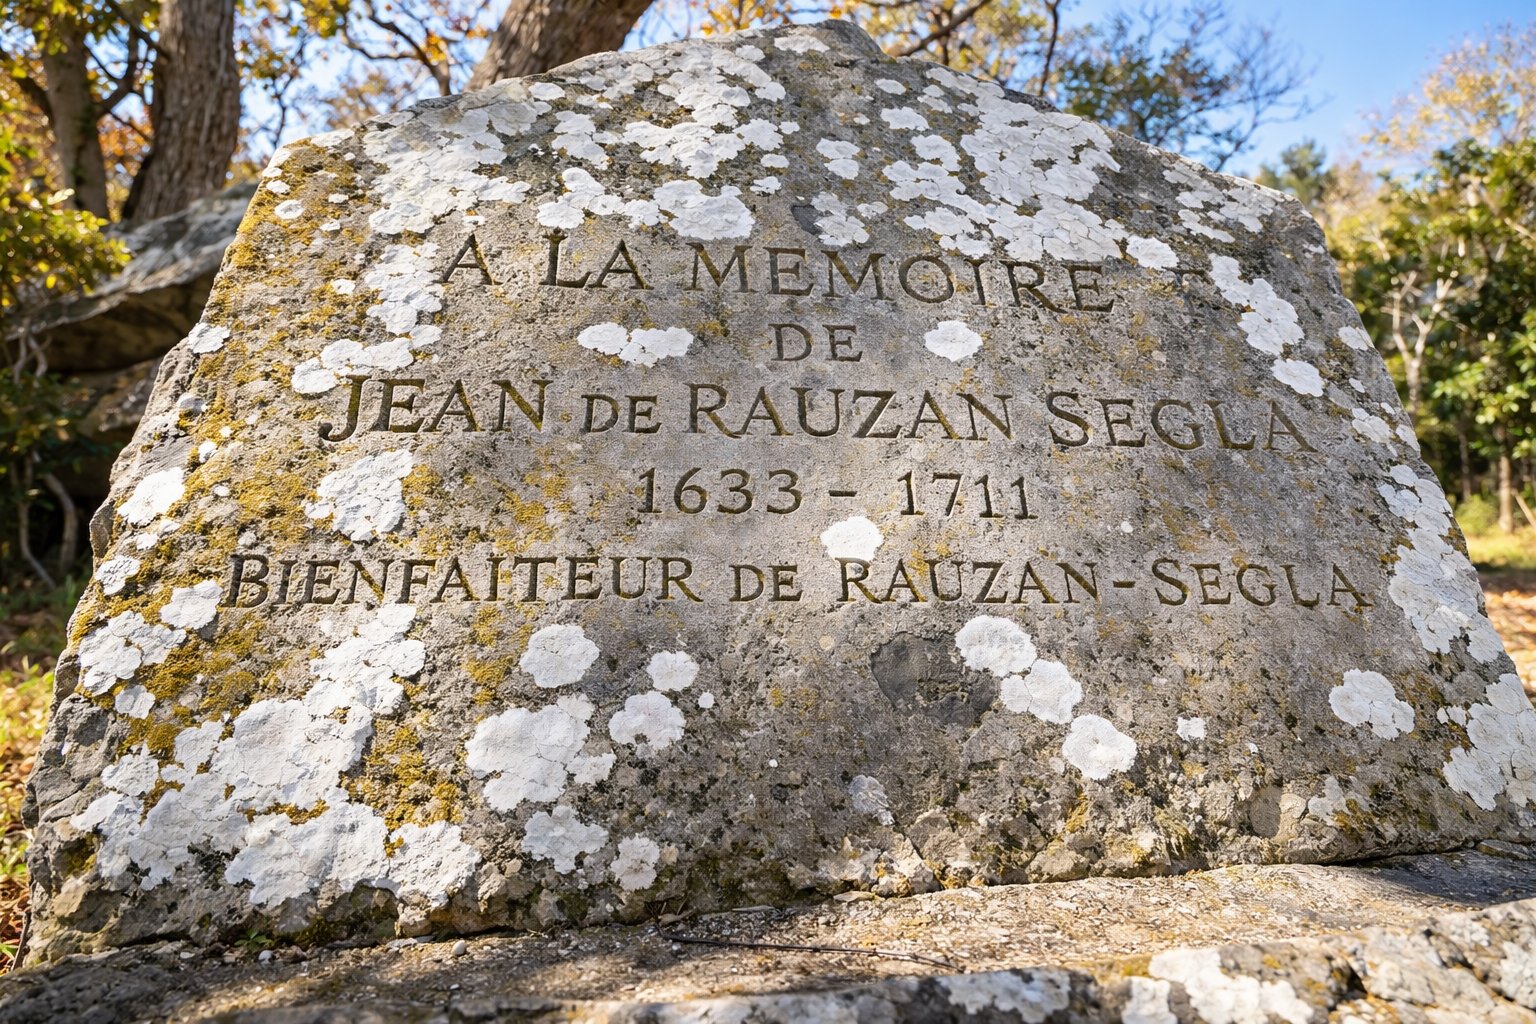 A LA MEMOIRE
DE
JEAN DE RAUZAN SEGLA
1633 - 1711
BIENFAITEUR DE RAUZAN-SEGLA